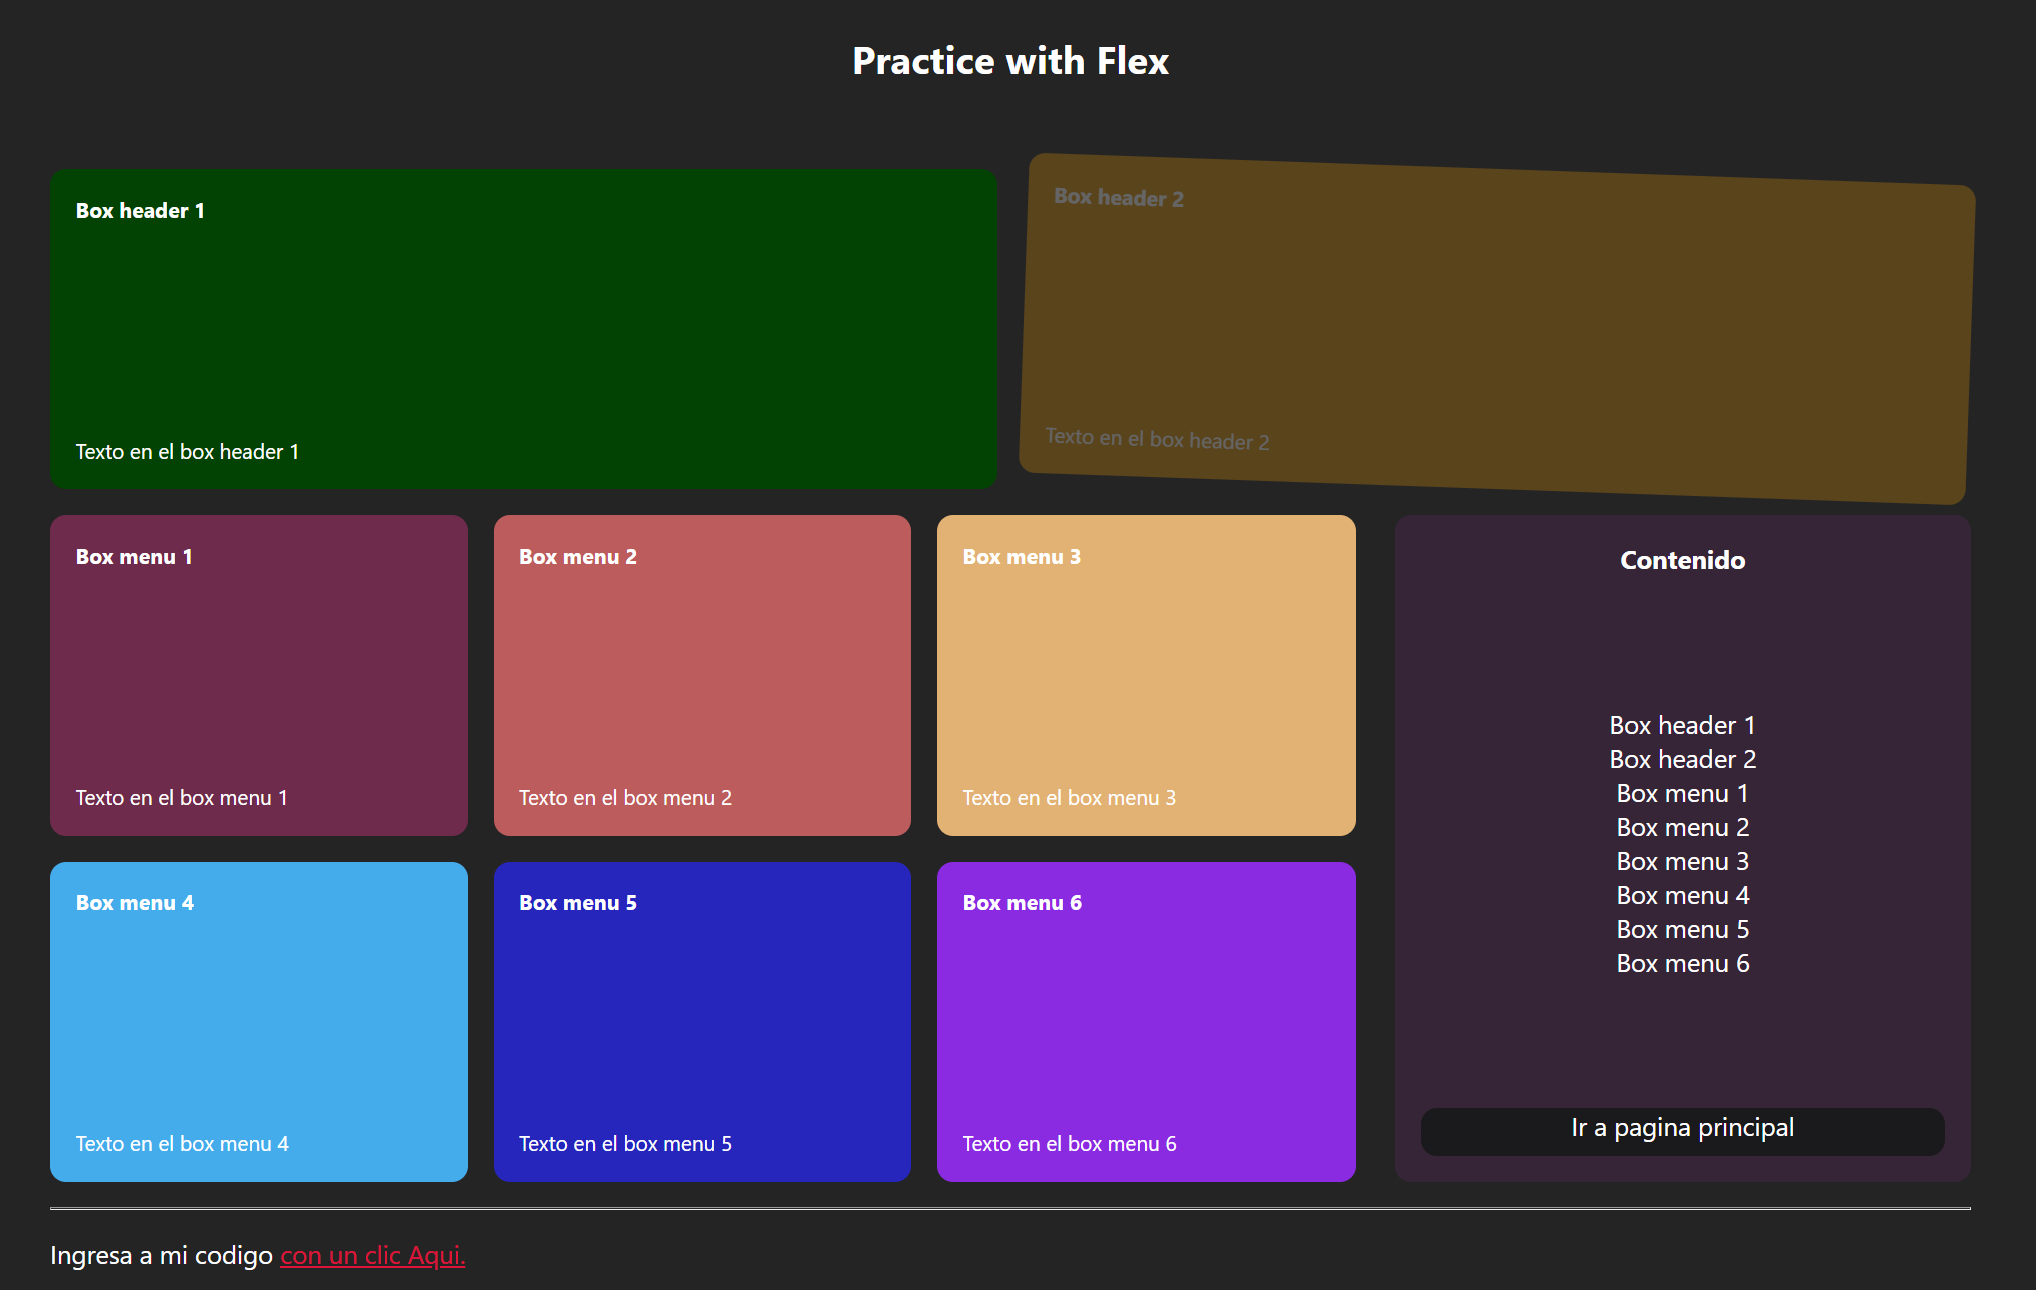 Practice with Flex
Box header 1
Texto en el box header 1
Box header 2
Texto en el box header 2
Box menu 1
Texto en el box menu 1
Box menu 2
Texto en el box menu 2
Box menu 3
Texto en el box menu 3
Box menu 4
Texto en el box menu 4
Box menu 5
Texto en el box menu 5
Box menu 6
Texto en el box menu 6
Contenido
Box header 1
Box header 2
Box menu 1
Box menu 2
Box menu 3
Box menu 4
Box menu 5
Box menu 6
Ir a pagina principal
Ingresa a mi codigo con un clic Aqui.